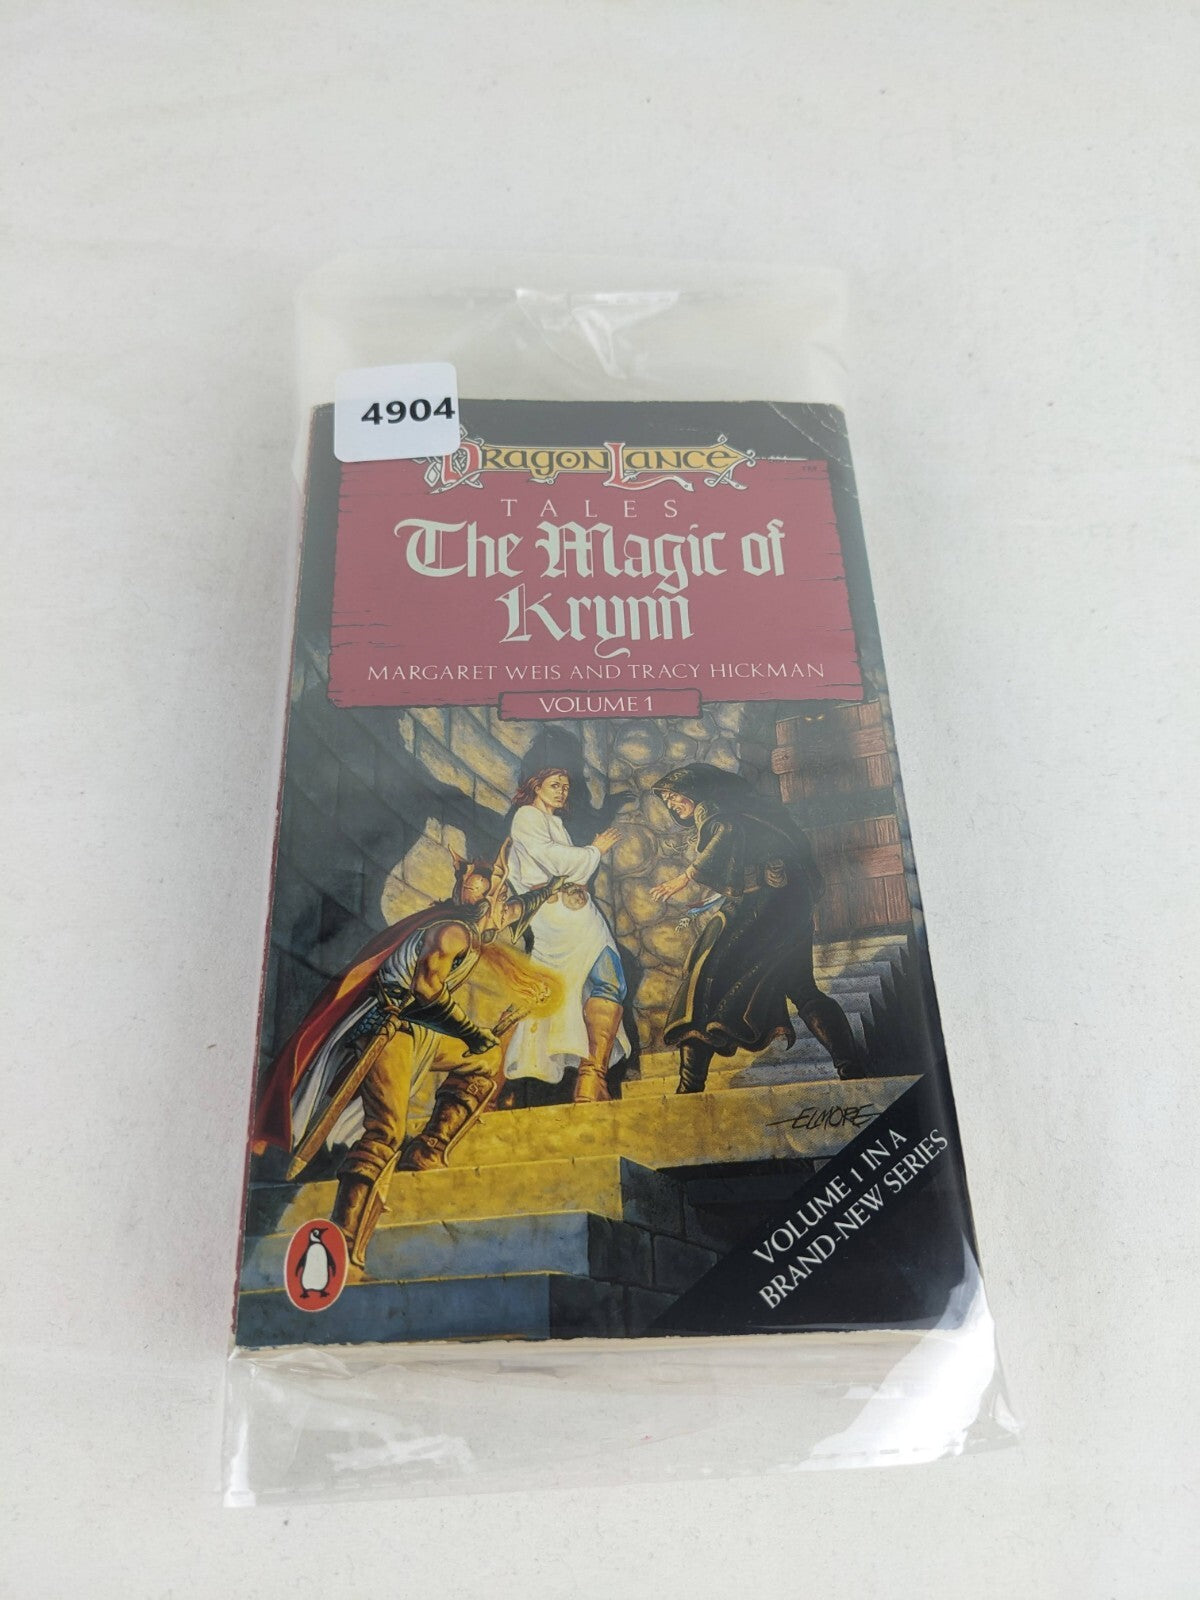 4904
DRAGONLANCE
TALES
The Magic of
Krynn
MARGARET WEIS AND TRACY HICKMAN
VOLUME 1
ELMORE
VOLUME 1 IN A
BRAND-NEW SERIES